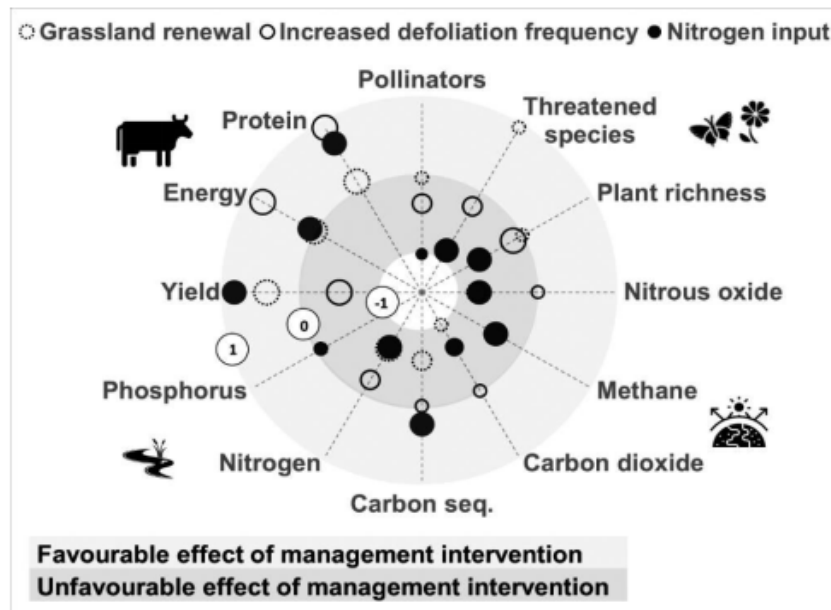 Grassland renewal Increased defoliation frequency Nitrogen input
Pollinators
Protein
Threatened
species
Energy
Plant richness
Yield
Nitrous oxide
-1
0
1
Phosphorus
Methane
Nitrogen
Carbon dioxide
Carbon seq.
Favourable effect of management intervention
Unfavourable effect of management intervention